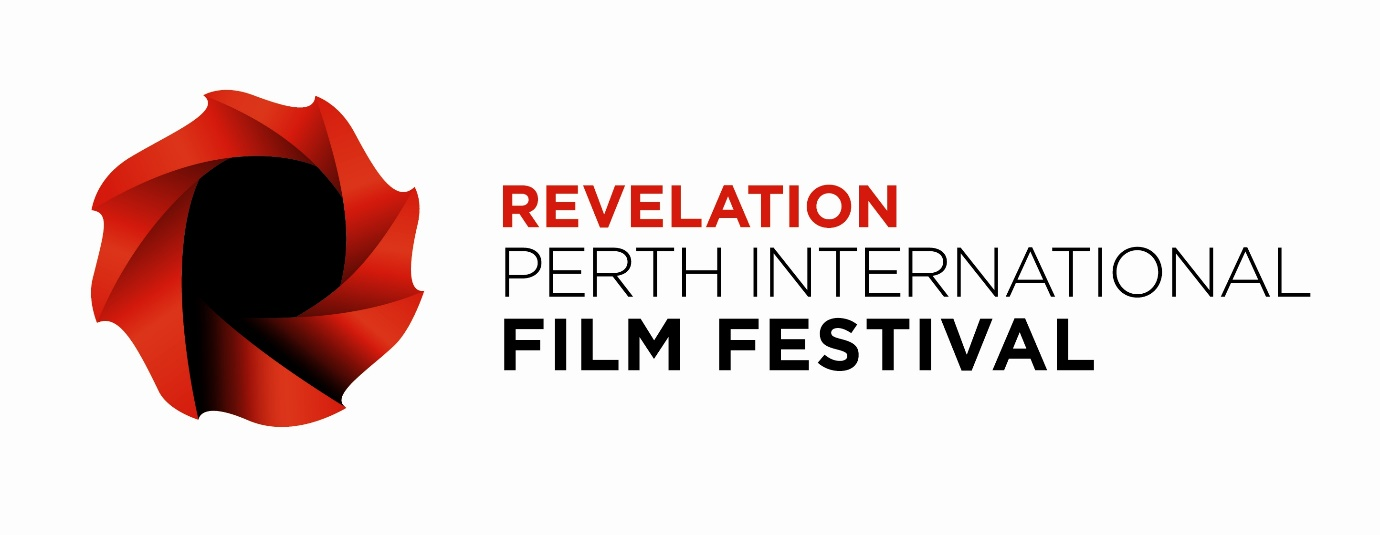 REVELATION
PERTH INTERNATIONAL
FILM FESTIVAL